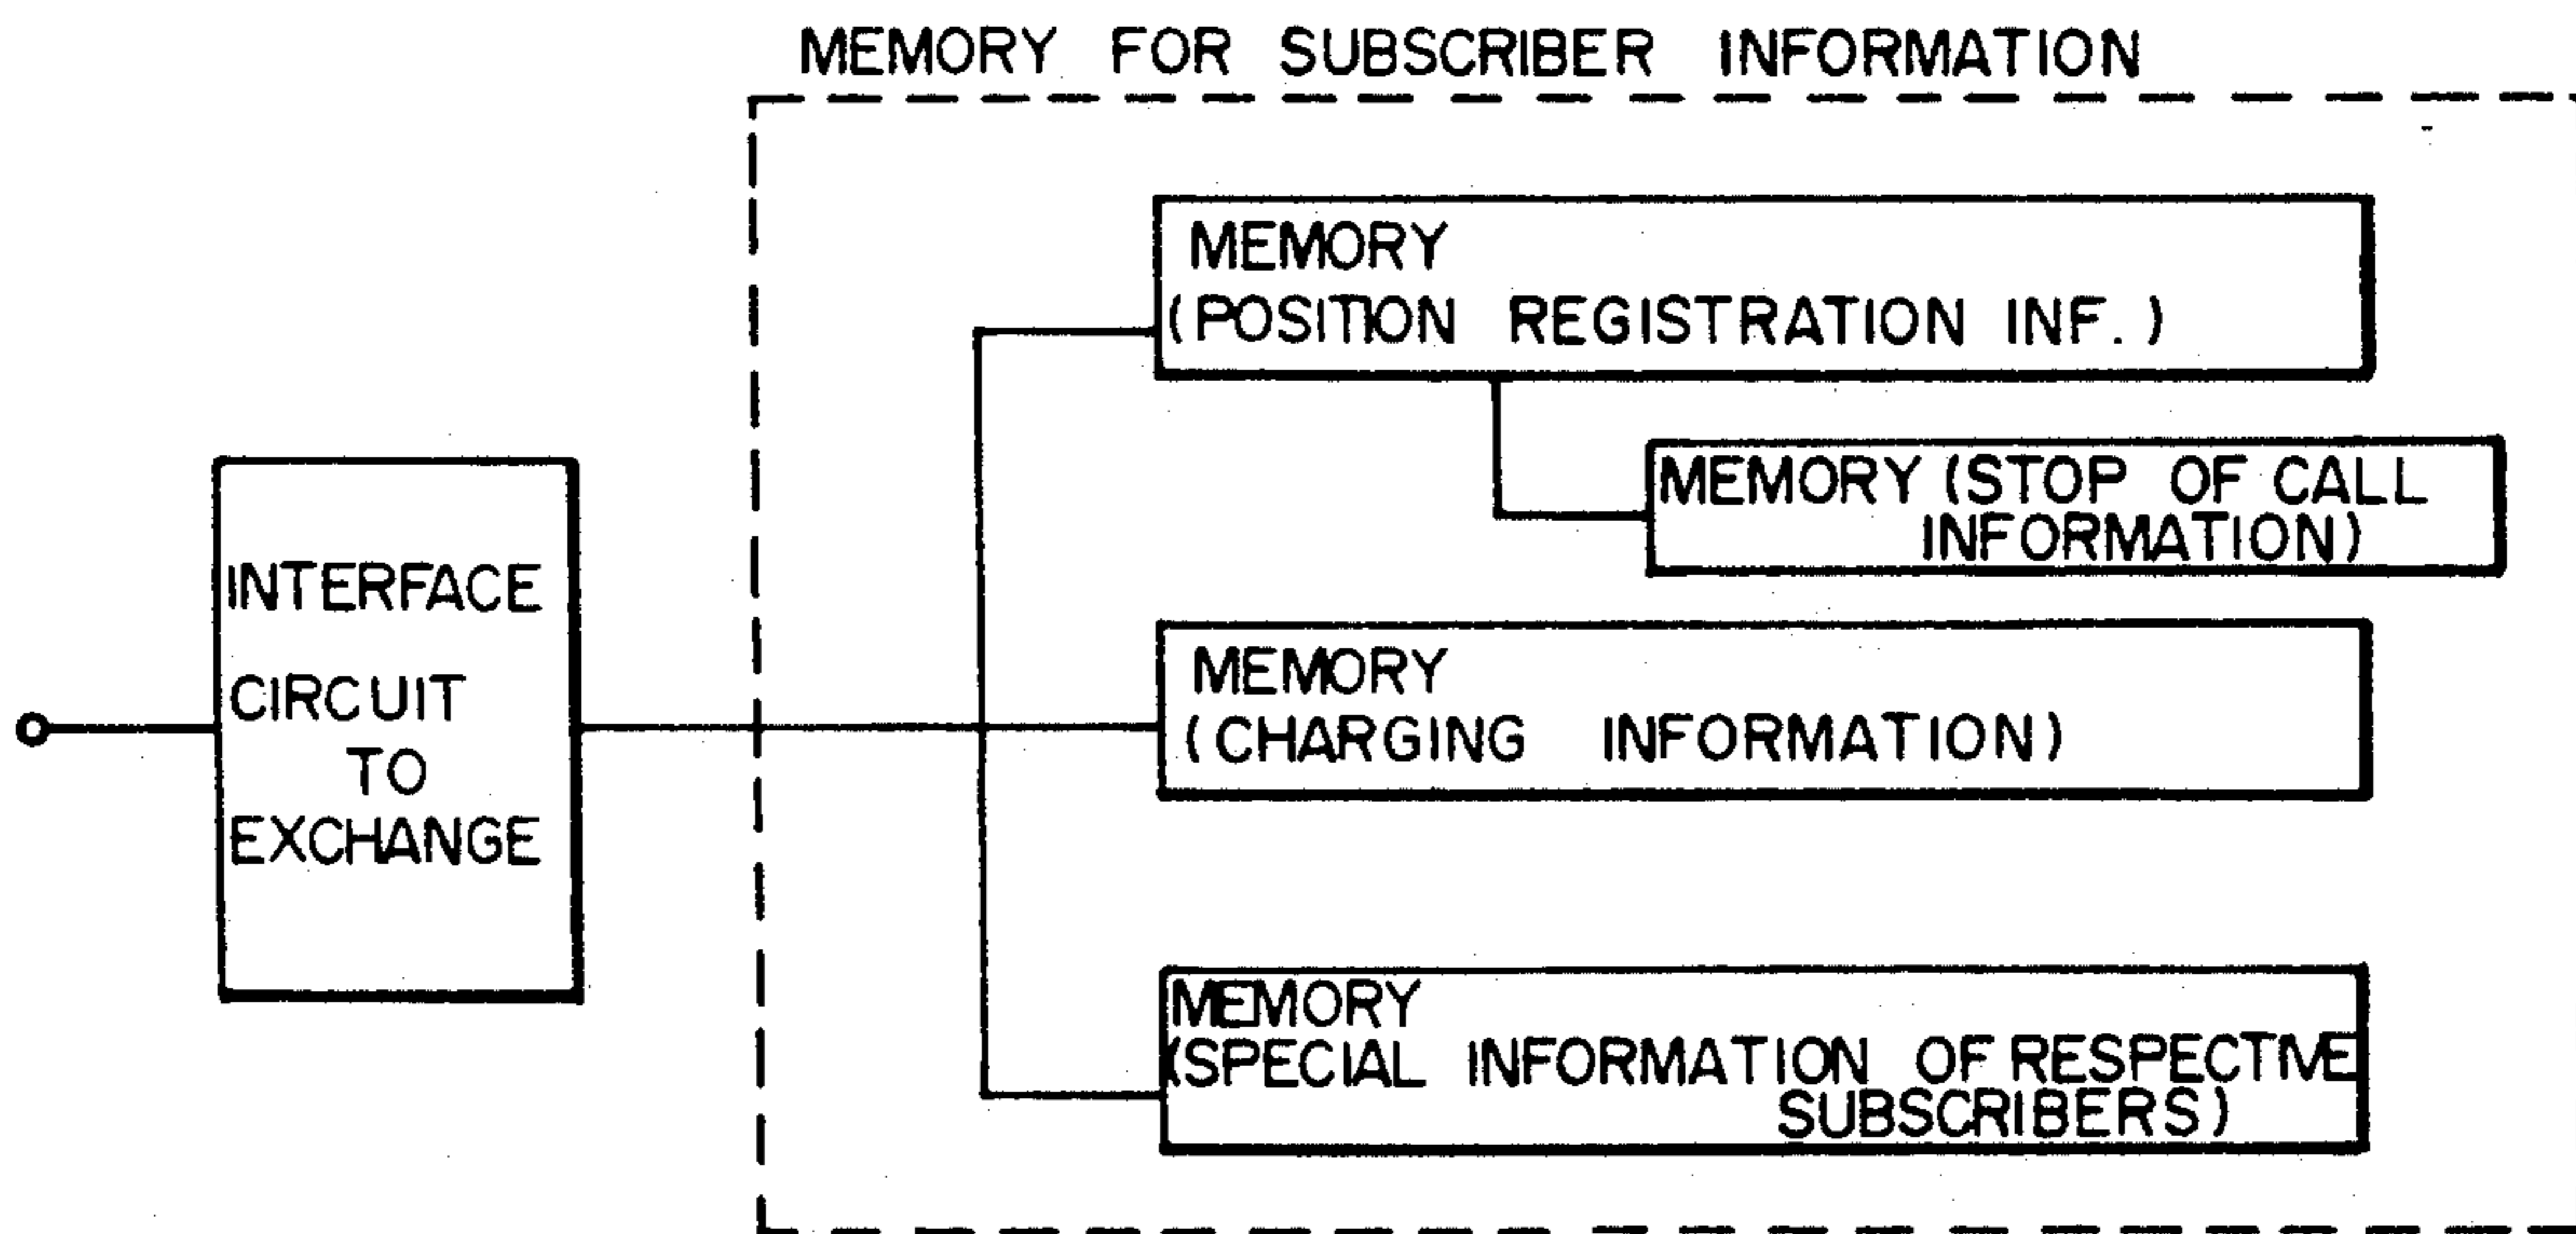 MEMORY FOR SUBSCRIBER INFORMATION
MEMORY
(POSITION REGISTRATION INF.)
MEMORY (STOP OF CALL
INFORMATION)
INTERFACE
CIRCUIT
TO
EXCHANGE
MEMORY
(CHARGING INFORMATION)
MEMORY
(SPECIAL INFORMATION OF RESPECTIVE
SUBSCRIBERS)